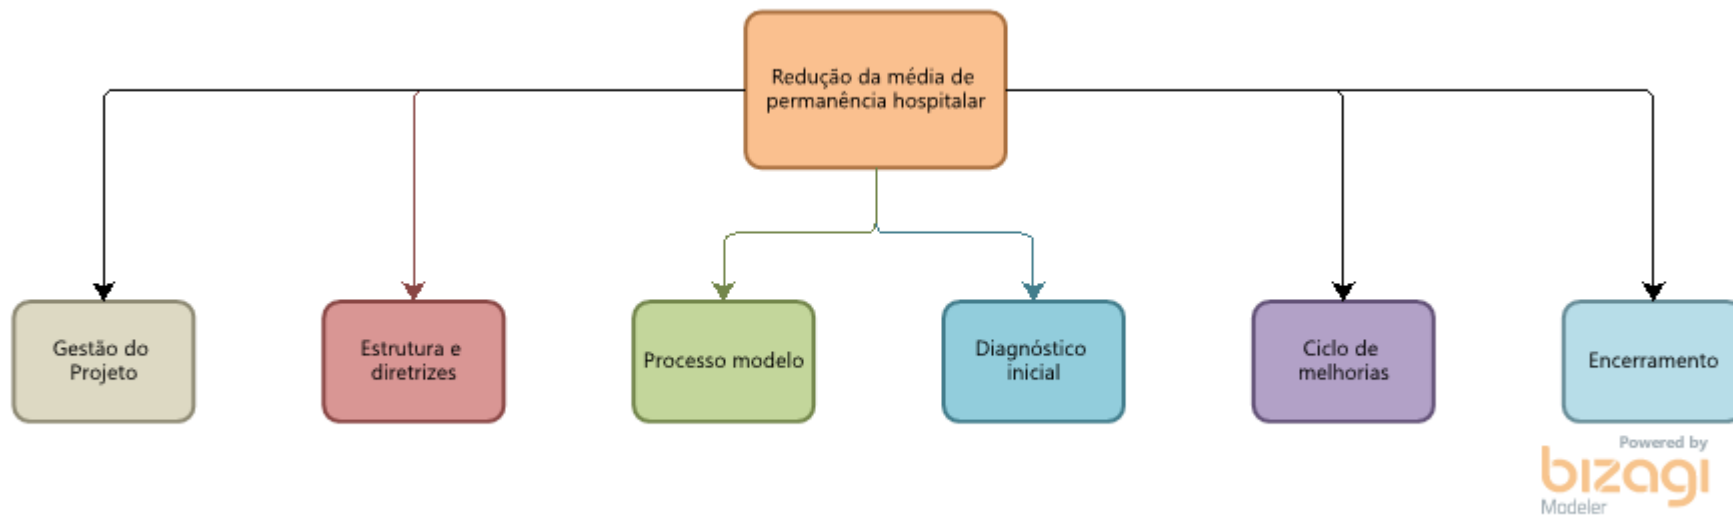 Redução da média de
permanência hospitalar
Gestão do
Projeto
Estrutura e
diretrizes
Processo modelo
Diagnóstico
inicial
Ciclo de
melhorias
Encerramento
Powered by
bizagi
Modeler